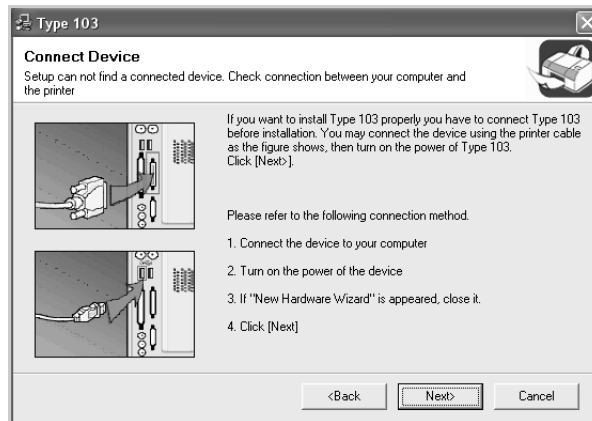 Type 103
Connect Device
Setup can not find a connected device. Check connection between your computer and
the printer
If you want to install Type 103 properly you have to connect Type 103
before installation. You may connect the device using the printer cable
as the figure shows, then turn on the power of Type 103.
Click [Next>].
Please refer to the following connection method.
1. Connect the device to your computer
2. Turn on the power of the device
3. If "New Hardware Wizard" is appeared, close it.
4. Click [Next]
<Back
Next>
Cancel